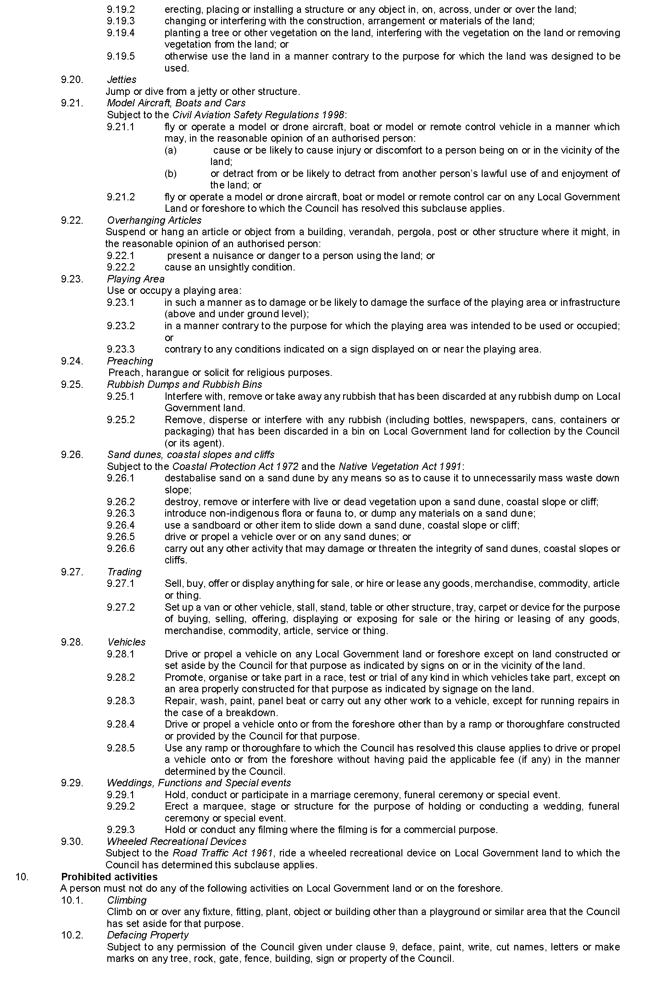 9.19.2 erecting, placing or installing a structure or any object in, on, across, under or over the land;
9.19.3 changing or interfering with the construction, arrangement or materials of the land;
9.19.4 planting a tree or other vegetation on the land, interfering with the vegetation on the land or removing
vegetation from the land; or
9.19.5 otherwise use the land in a manner contrary to the purpose for which the land was designed to be
used.
9.20. Jetties
Jump or dive from a jetty or other structure.
9.21. Model Aircraft, Boats and Cars
Subject to the Civil Aviation Safety Regulations 1998:
9.21.1 fly or operate a model or drone aircraft, boat or model or remote control vehicle in a manner which
may, in the reasonable opinion of an authorised person:
(a) cause or be likely to cause injury or discomfort to a person being on or in the vicinity of the
land;
(b) or detract from or be likely to detract from another person’s lawful use of and enjoyment of
the land; or
9.21.2 fly or operate a model or drone aircraft, boat or model or remote control car on any Local Government
Land or foreshore to which the Council has resolved this subclause applies.
9.22. Overhanging Articles
Suspend or hang an article or object from a building, verandah, pergola, post or other structure where it might, in
the reasonable opinion of an authorised person:
9.22.1 present a nuisance or danger to a person using the land; or
9.22.2 cause an unsightly condition.
9.23. Playing Area
Use or occupy a playing area:
9.23.1 in such a manner as to damage or be likely to damage the surface of the playing area or infrastructure
(above and under ground level);
9.23.2 in a manner contrary to the purpose for which the playing area was intended to be used or occupied;
or
9.23.3 contrary to any conditions indicated on a sign displayed on or near the playing area.
9.24. Preaching
Preach, harangue or solicit for religious purposes.
9.25. Rubbish Dumps and Rubbish Bins
9.25.1 Interfere with, remove or take away any rubbish that has been discarded at any rubbish dump on Local
Government land.
9.25.2 Remove, disperse or interfere with any rubbish (including bottles, newspapers, cans, containers or
packaging) that has been discarded in a bin on Local Government land for collection by the Council
(or its agent).
9.26. Sand dunes, coastal slopes and cliffs
Subject to the Coastal Protection Act 1972 and the Native Vegetation Act 1991:
9.26.1 destabalise sand on a sand dune by any means so as to cause it to unnecessarily mass waste down
slope;
9.26.2 destroy, remove or interfere with live or dead vegetation upon a sand dune, coastal slope or cliff;
9.26.3 introduce non-indigenous flora or fauna to, or dump any materials on a sand dune;
9.26.4 use a sandboard or other item to slide down a sand dune, coastal slope or cliff;
9.26.5 drive or propel a vehicle over or on any sand dunes; or
9.26.6 carry out any other activity that may damage or threaten the integrity of sand dunes, coastal slopes or
cliffs.
9.27. Trading
9.27.1 Sell, buy, offer or display anything for sale, or hire or lease any goods, merchandise, commodity, article
or thing.
9.27.2 Set up a van or other vehicle, stall, stand, table or other structure, tray, carpet or device for the purpose
of buying, selling, offering, displaying or exposing for sale or the hiring or leasing of any goods,
merchandise, commodity, article, service or thing.
9.28. Vehicles
9.28.1 Drive or propel a vehicle on any Local Government land or foreshore except on land constructed or
set aside by the Council for that purpose as indicated by signs on or in the vicinity of the land.
9.28.2 Promote, organise or take part in a race, test or trial of any kind in which vehicles take part, except on
an area properly constructed for that purpose as indicated by signage on the land.
9.28.3 Repair, wash, paint, panel beat or carry out any other work to a vehicle, except for running repairs in
the case of a breakdown.
9.28.4 Drive or propel a vehicle onto or from the foreshore other than by a ramp or thoroughfare constructed
or provided by the Council for that purpose.
9.28.5 Use any ramp or thoroughfare to which the Council has resolved this clause applies to drive or propel
a vehicle onto or from the foreshore without having paid the applicable fee (if any) in the manner
determined by the Council.
9.29. Weddings, Functions and Special events
9.29.1 Hold, conduct or participate in a marriage ceremony, funeral ceremony or special event.
9.29.2 Erect a marquee, stage or structure for the purpose of holding or conducting a wedding, funeral
ceremony or special event.
9.29.3 Hold or conduct any filming where the filming is for a commercial purpose.
9.30. Wheeled Recreational Devices
Subject to the Road Traffic Act 1961, ride a wheeled recreational device on Local Government land to which the
Council has determined this subclause applies.
10. Prohibited activities
A person must not do any of the following activities on Local Government land or on the foreshore.
10.1. Climbing
Climb on or over any fixture, fitting, plant, object or building other than a playground or similar area that the Council
has set aside for that purpose.
10.2. Defacing Property
Subject to any permission of the Council given under clause 9, deface, paint, write, cut names, letters or make
marks on any tree, rock, gate, fence, building, sign or property of the Council.